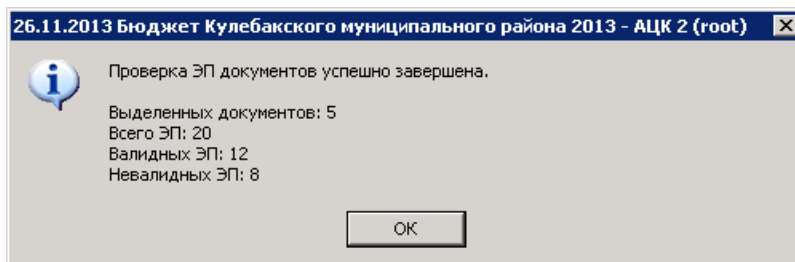 26.11.2013 Бюджет Кулебакского муниципального района 2013 - АЦК 2 (root)
Проверка ЭП документов успешно завершена.
Выделенных документов: 5
Всего ЭП: 20
Валидных ЭП: 12
Невалидных ЭП: 8
ОК